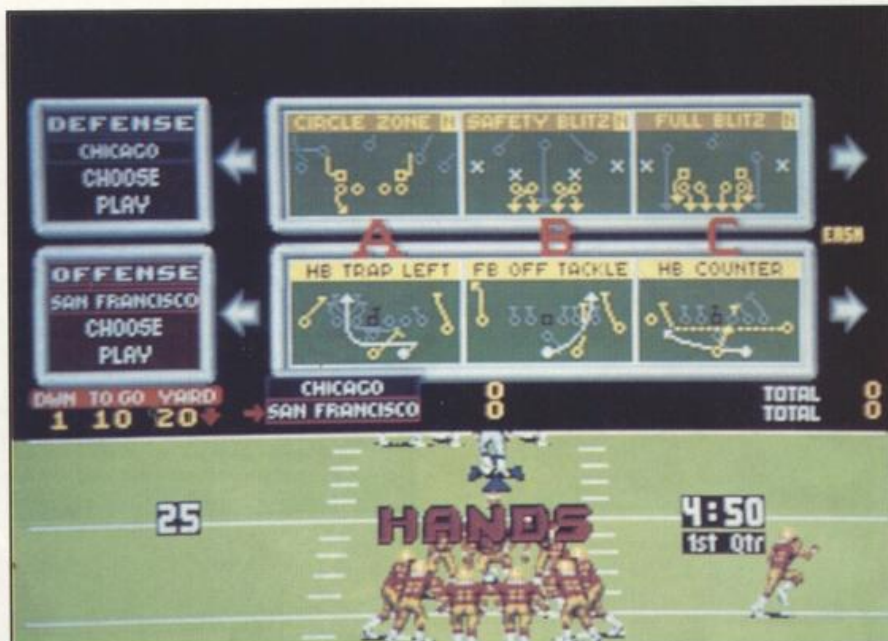 DEFENSE
CHICAGO
CHOOSE
PLAY
CIRCLE ZONE N
SAFETY BLITZ N
FULL BLITZ N
A B C
OFFENSE
SAN FRANCISCO
CHOOSE
PLAY
HB TRAP LEFT
FB OFF TACKLE
HB COUNTER
DWN TO GO YARD
1 10 20
CHICAGO 0 TOTAL 0
SAN FRANCISCO 0 TOTAL 0
25
HANDS
4:50
1st Qtr